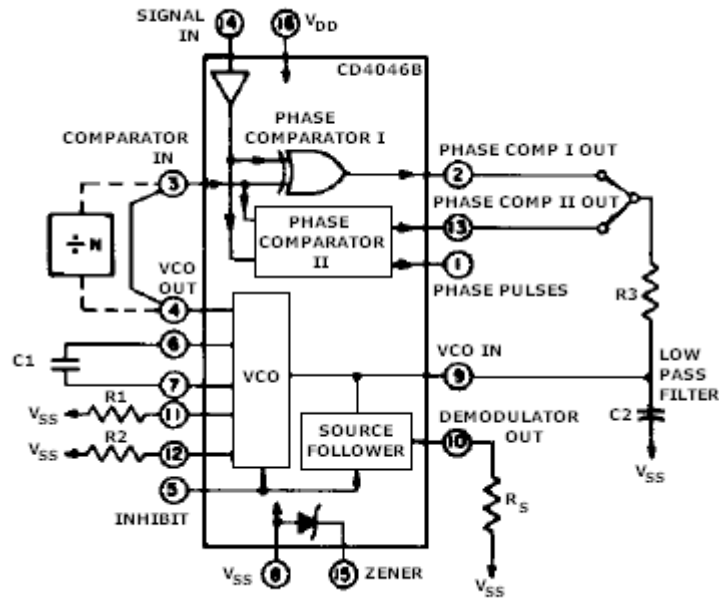 SIGNAL IN
14
16 VDD
CD4046B
PHASE COMPARATOR I
COMPARATOR IN
3
PHASE COMP I OUT
2
PHASE COMP II OUT
13
÷N
PHASE COMPARATOR II
1
PHASE PULSES
VCO OUT
4
R3
6
C1
VCO
VCO IN
9
LOW PASS FILTER
7
R1
VSS
11
C2
DEMODULATOR OUT
10
SOURCE FOLLOWER
R2
VSS
12
VSS
5
INHIBIT
RS
VSS
8
15
ZENER
VSS